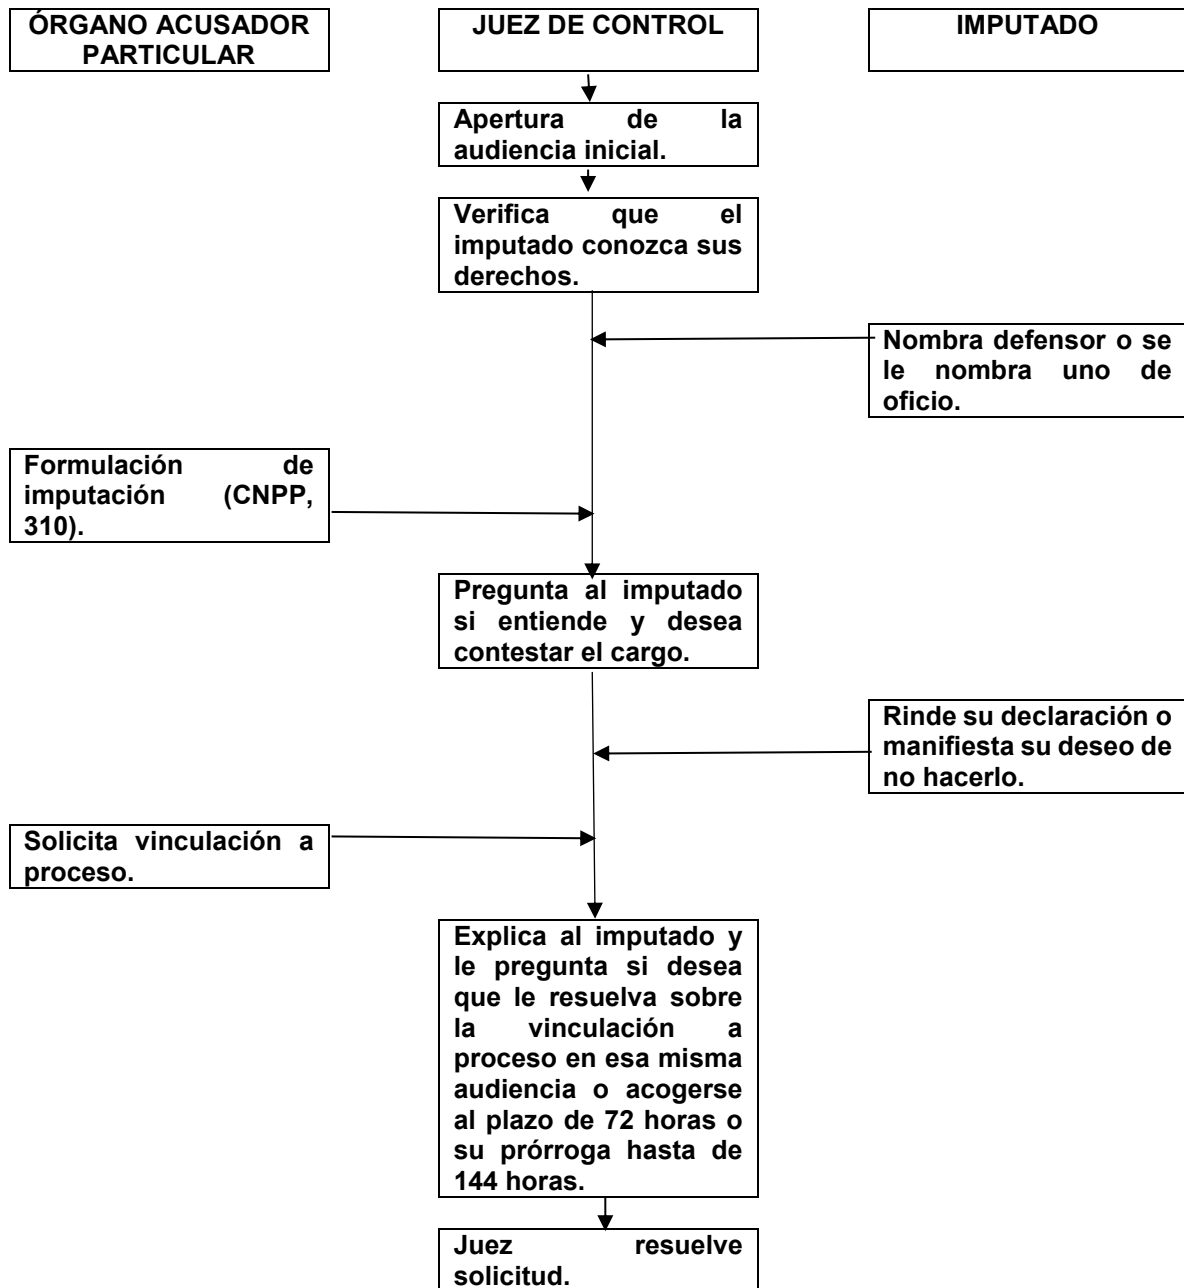 ÓRGANO ACUSADOR
PARTICULAR
JUEZ DE CONTROL
IMPUTADO
Apertura de la
audiencia inicial.
Verifica que el
imputado conozca sus
derechos.
Nombra defensor o se
le nombra uno de
oficio.
Formulación de
imputación (CNPP,
310).
Pregunta al imputado
si entiende y desea
contestar el cargo.
Rinde su declaración o
manifiesta su deseo de
no hacerlo.
Solicita vinculación a
proceso.
Explica al imputado y
le pregunta si desea
que le resuelva sobre
la vinculación a
proceso en esa misma
audiencia o acogerse
al plazo de 72 horas o
su prórroga hasta de
144 horas.
Juez resuelve
solicitud.